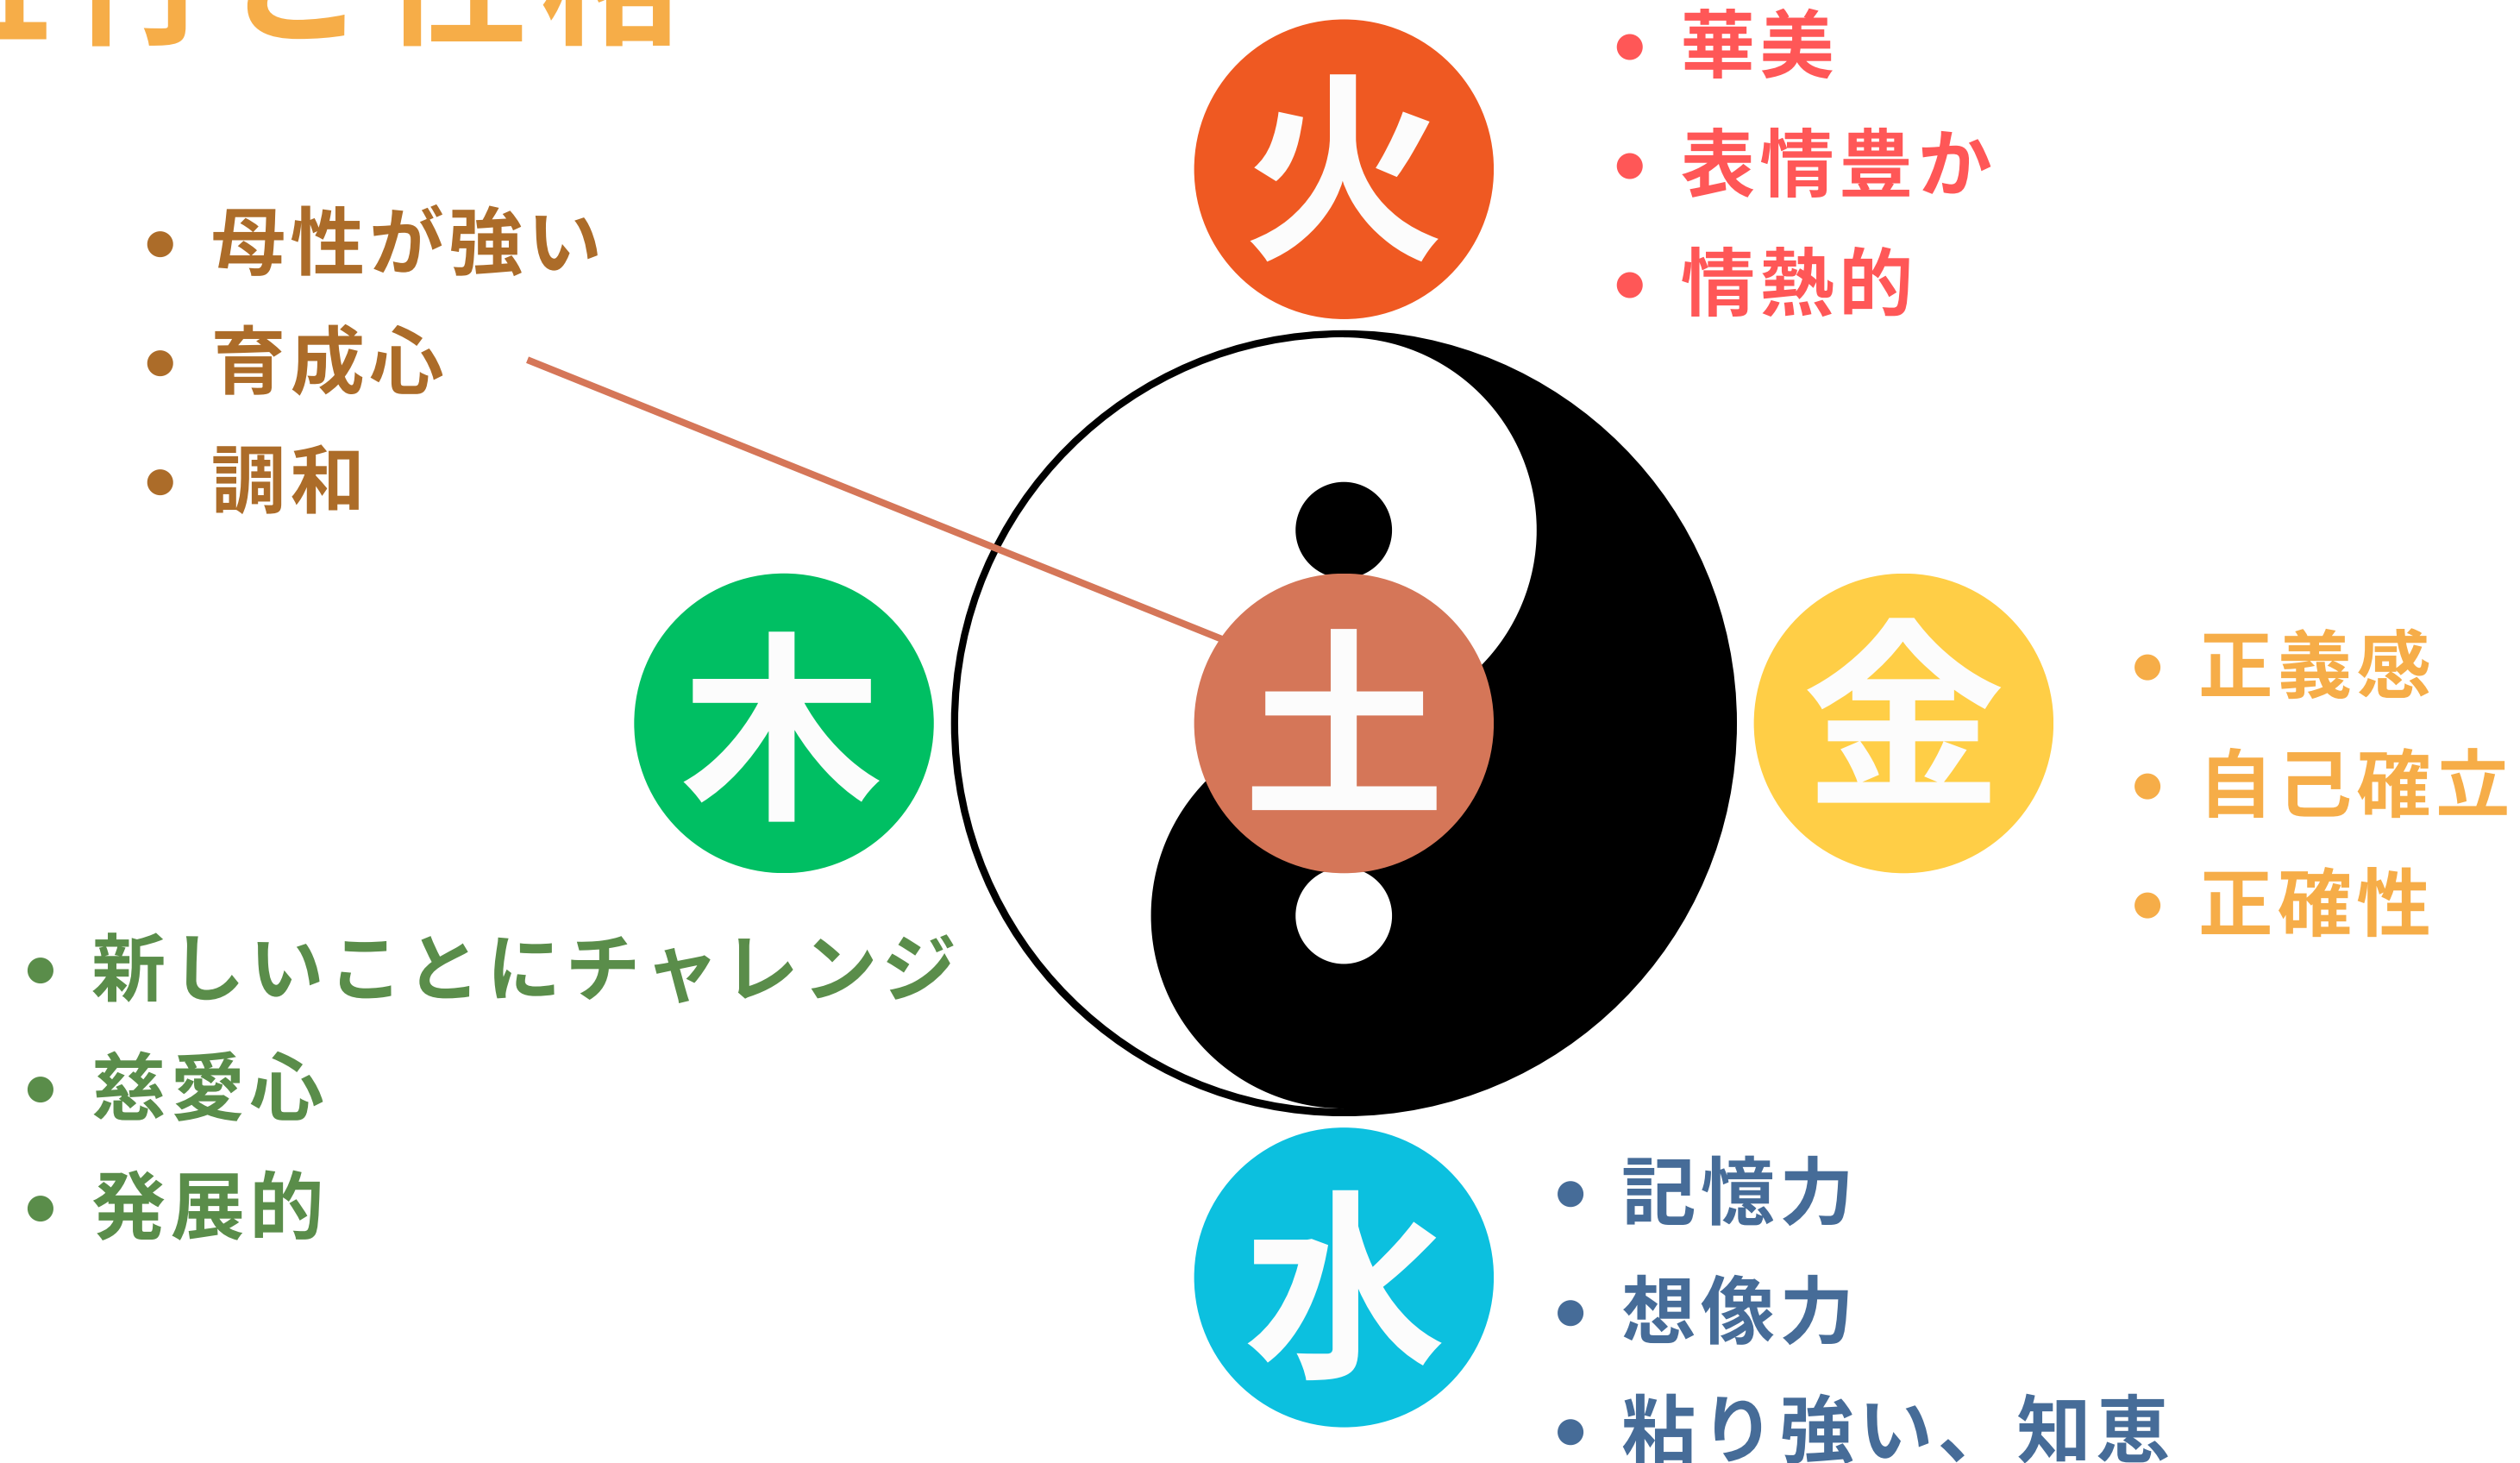 と性格
火
• 華美
• 表情豊か
• 情熱的
• 母性が強い
• 育成心
• 調和
木
土
金
• 正義感
• 自己確立
• 正確性
• 新しいことにチャレンジ
• 慈愛心
• 発展的
水
• 記憶力
• 想像力
• 粘り強い、知恵